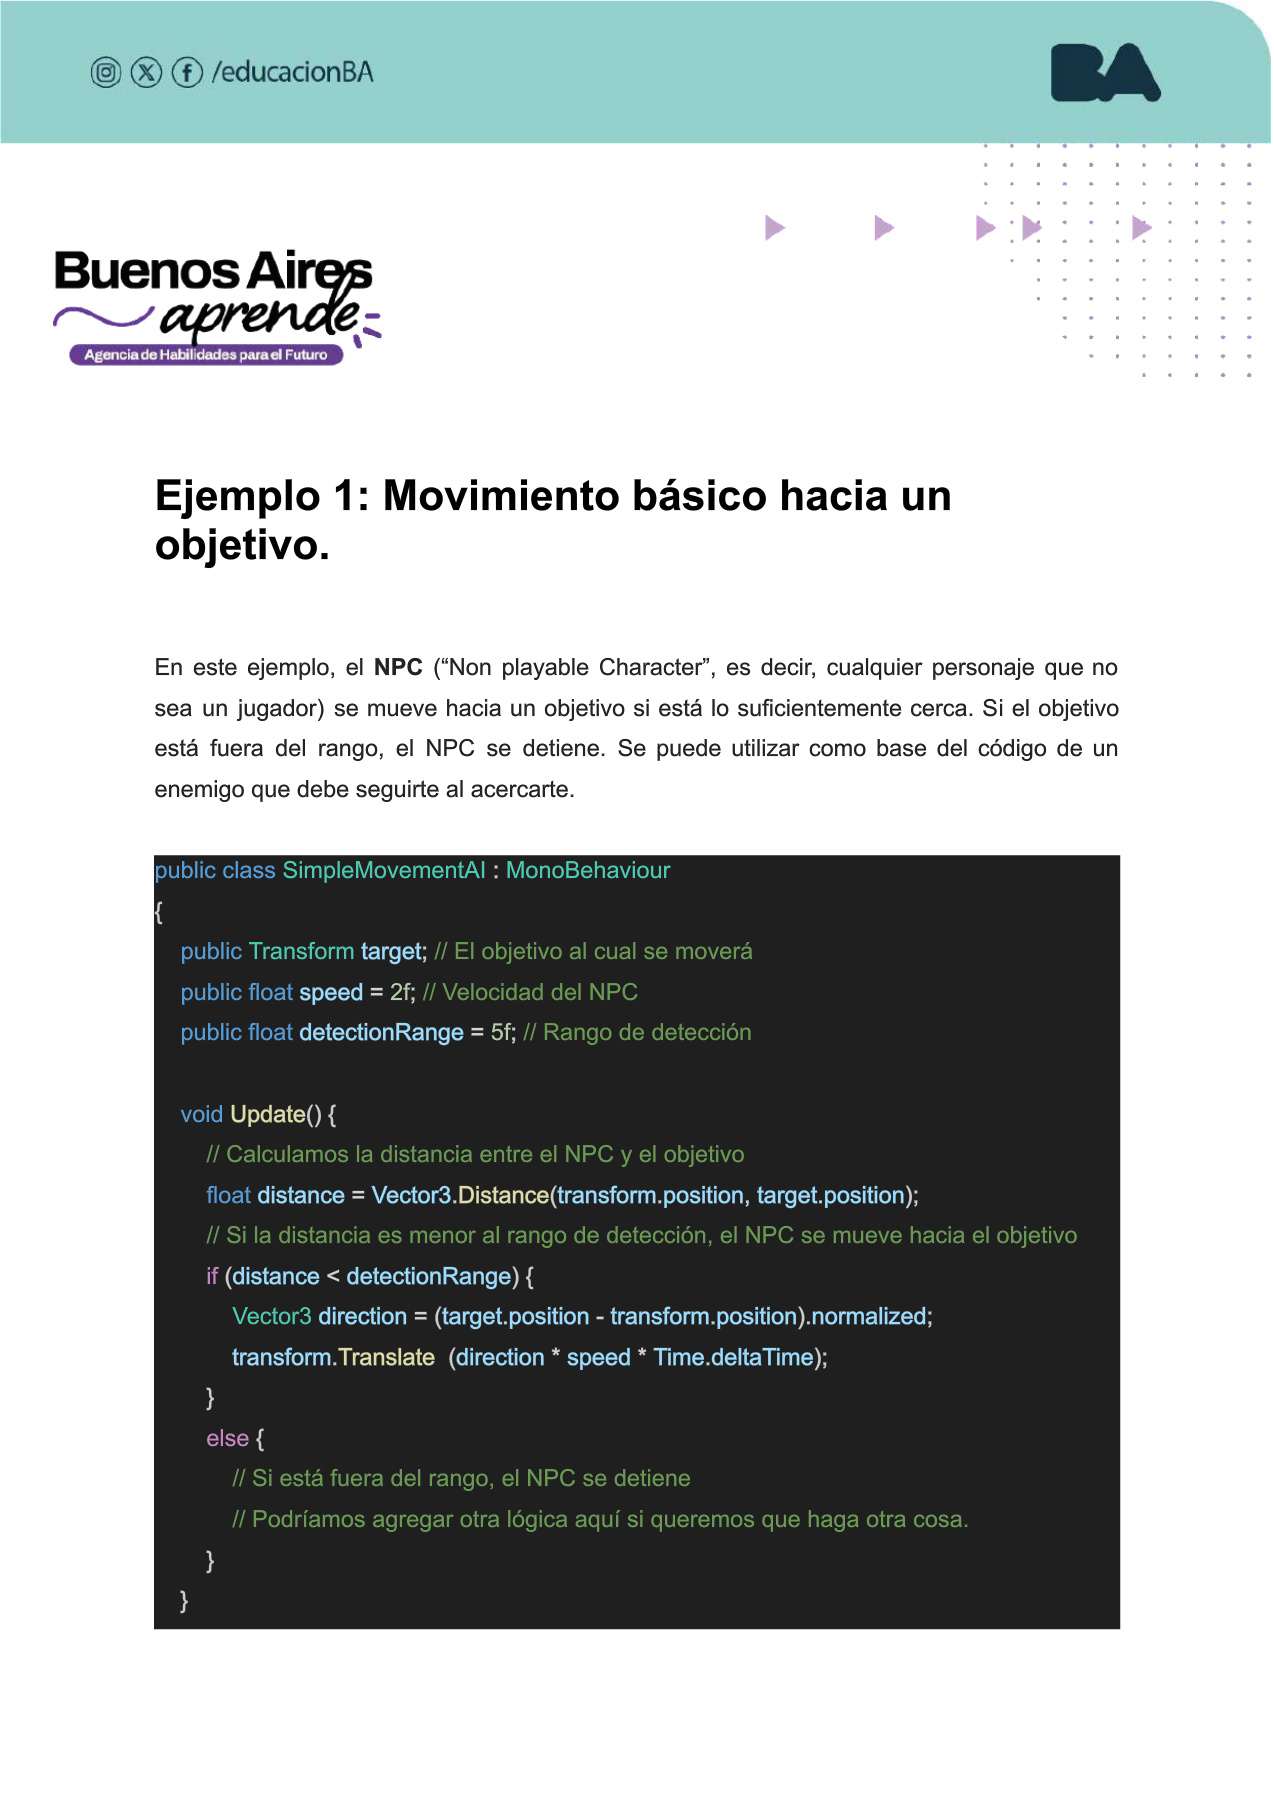 /educacionBA
BA
Buenos Aires
aprende
Agencia de Habilidades para el Futuro
Ejemplo 1: Movimiento básico hacia un
objetivo.
En este ejemplo, el NPC (“Non playable Character”, es decir, cualquier personaje que no
sea un jugador) se mueve hacia un objetivo si está lo suficientemente cerca. Si el objetivo
está fuera del rango, el NPC se detiene. Se puede utilizar como base del código de un
enemigo que debe seguirte al acercarte.
public class SimpleMovementAI : MonoBehaviour
{
    public Transform target; // El objetivo al cual se moverá
    public float speed = 2f; // Velocidad del NPC
    public float detectionRange = 5f; // Rango de detección
    void Update() {
        // Calculamos la distancia entre el NPC y el objetivo
        float distance = Vector3.Distance(transform.position, target.position);
        // Si la distancia es menor al rango de detección, el NPC se mueve hacia el objetivo
        if (distance < detectionRange) {
            Vector3 direction = (target.position - transform.position).normalized;
            transform.Translate  (direction * speed * Time.deltaTime);
        }
        else {
            // Si está fuera del rango, el NPC se detiene
            // Podríamos agregar otra lógica aquí si queremos que haga otra cosa.
        }
    }